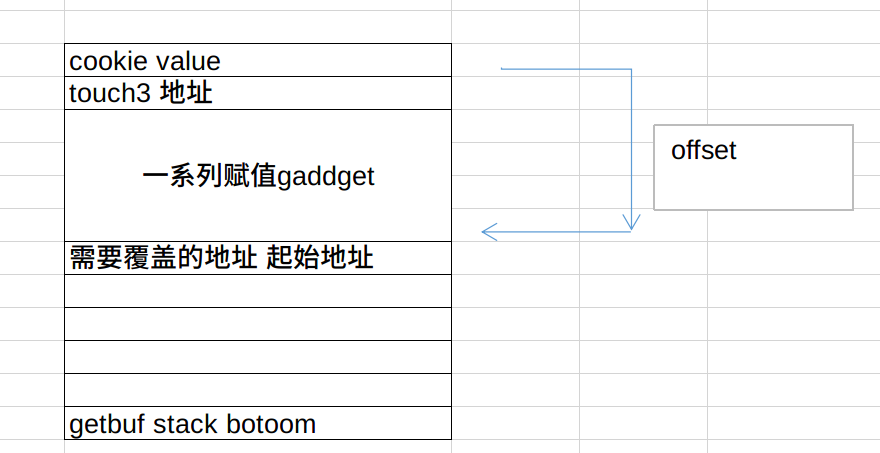 cookie value
touch3 地址
offset
一系列赋值gaddget
需要覆盖的地址 起始地址
getbuf stack botoom